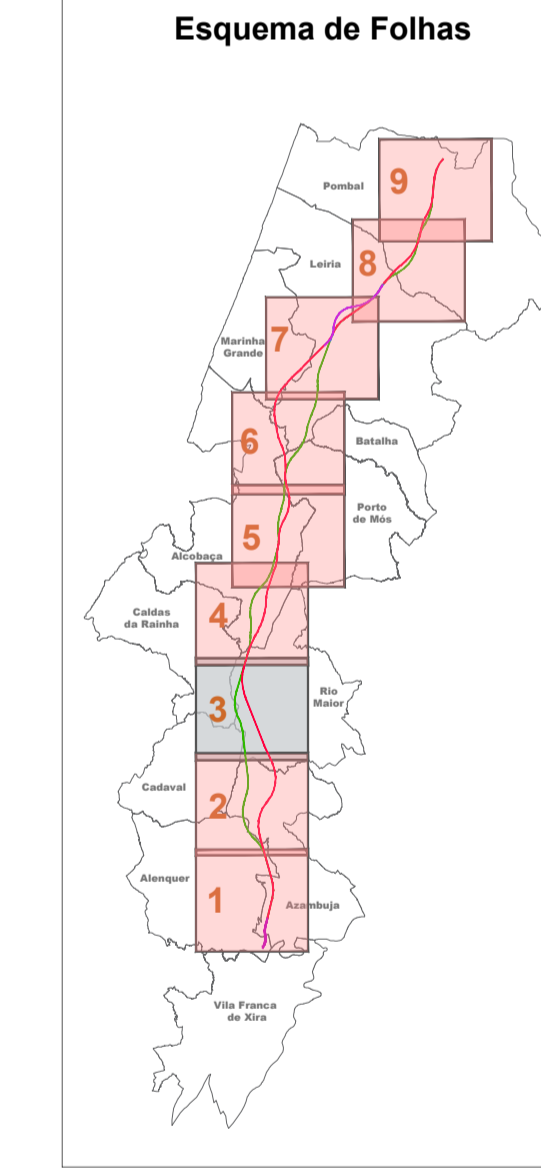 Esquema de Folhas
9
Pombal
8
Leiria
7
Marinha
Grande
6
Batalha
5
Porto
de Mós
Alcobaça
4
Caldas
da Rainha
3
Rio
Maior
2
Cadaval
Alenquer
1
Azambuja
Vila Franca
de Xira